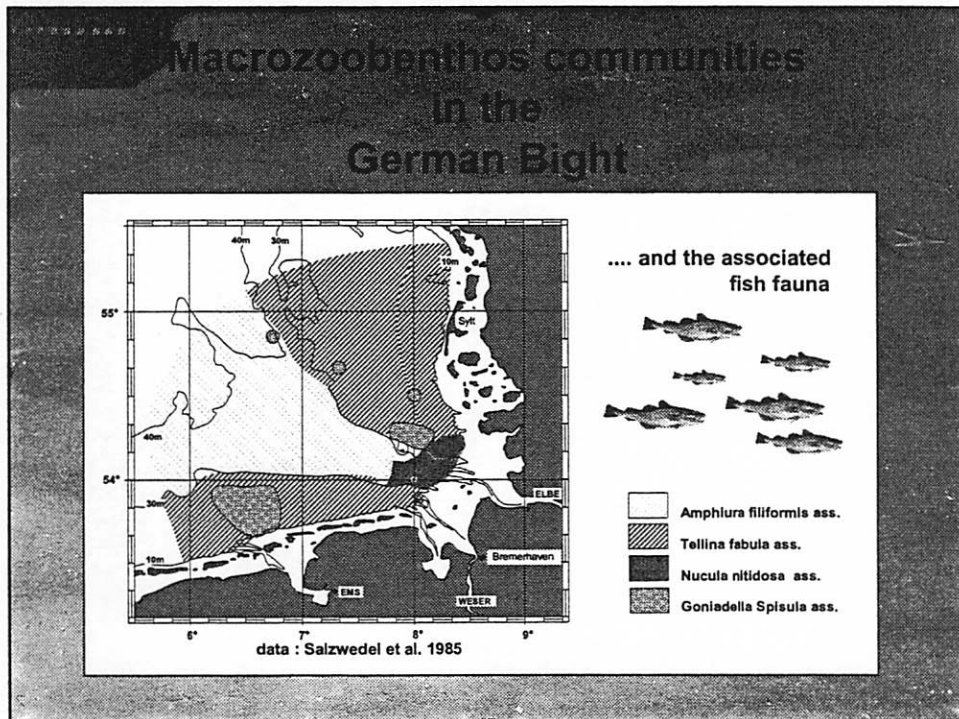 Macrozoobenthos communities
in the
German Bight
40m
30m
10m
55°
Sylt
40m
54°
30m
ELBE
10m
Bremerhaven
EMS
WESER
6°
7°
8°
9°
data : Salzwedel et al. 1985
.... and the associated
fish fauna
Amphiura filiformis ass.
Tellina fabula ass.
Nucula nitidosa ass.
Goniadella Spisula ass.